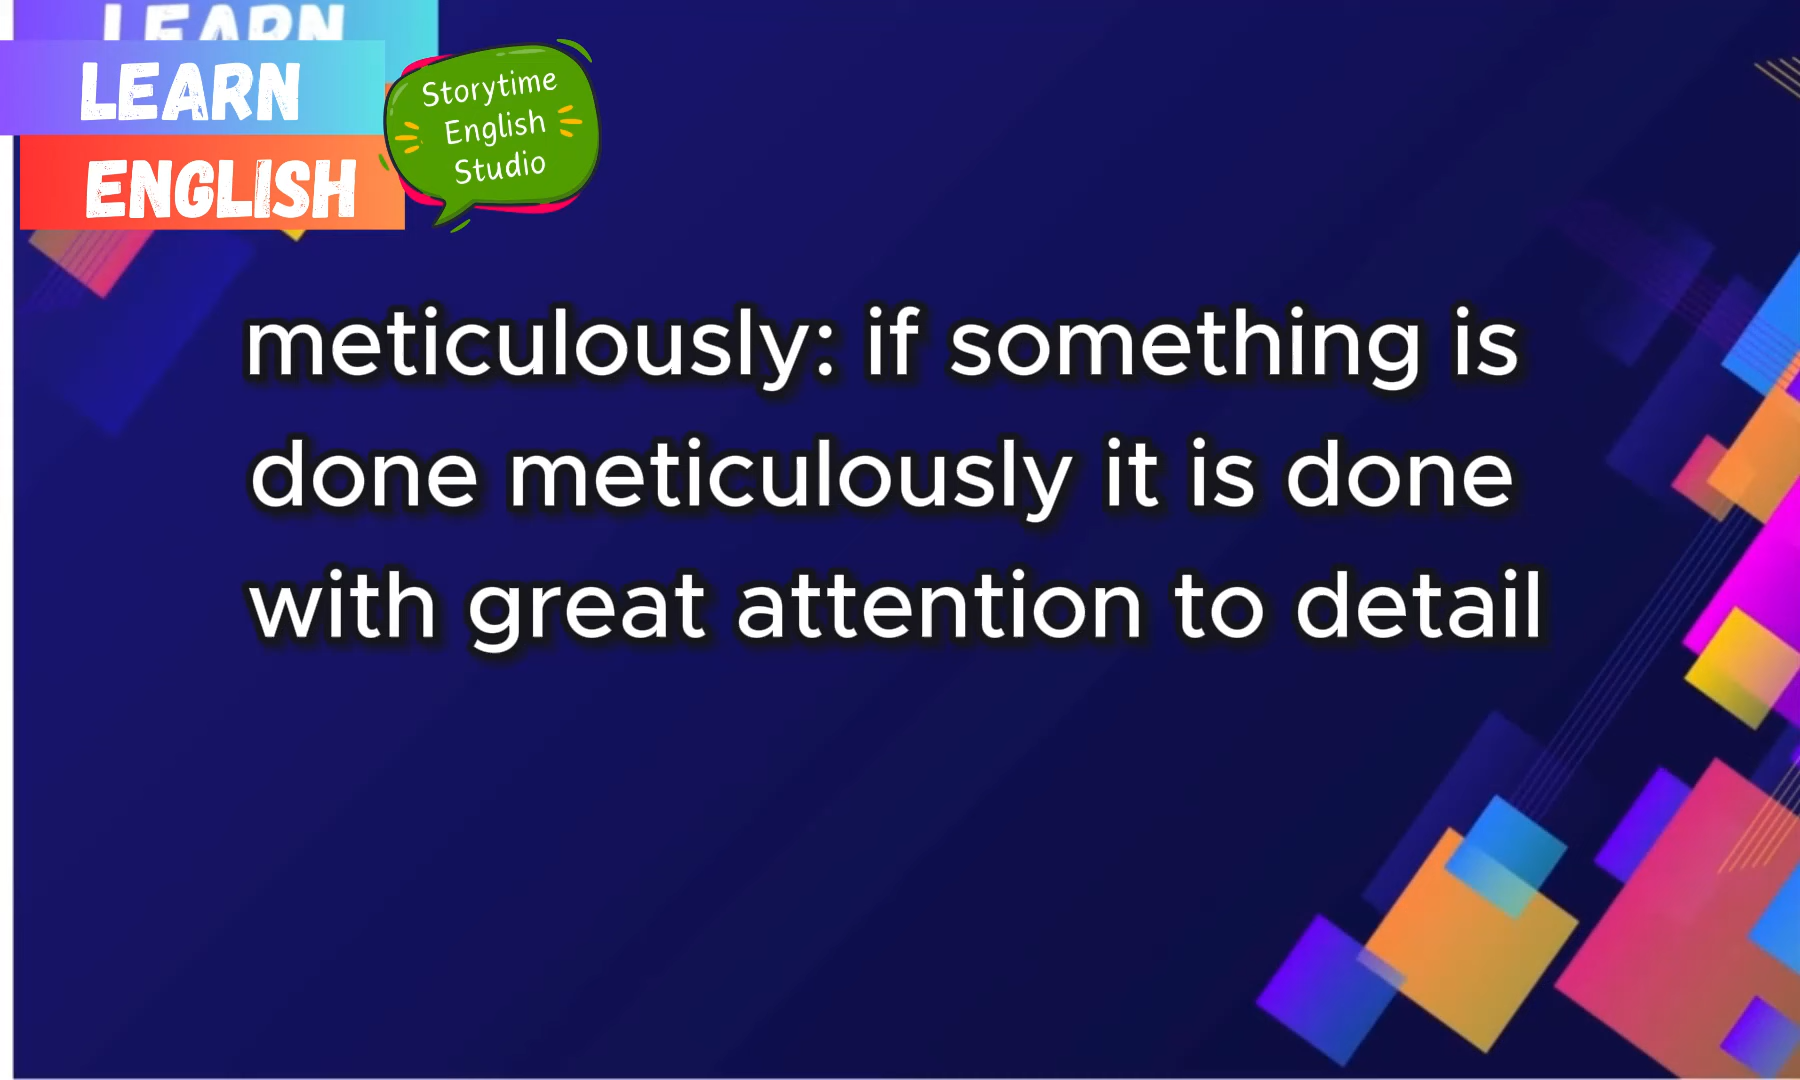 LEARN
LEARN
ENGLISH
Storytime
English
Studio
meticulously: if something is
done meticulously it is done
with great attention to detail